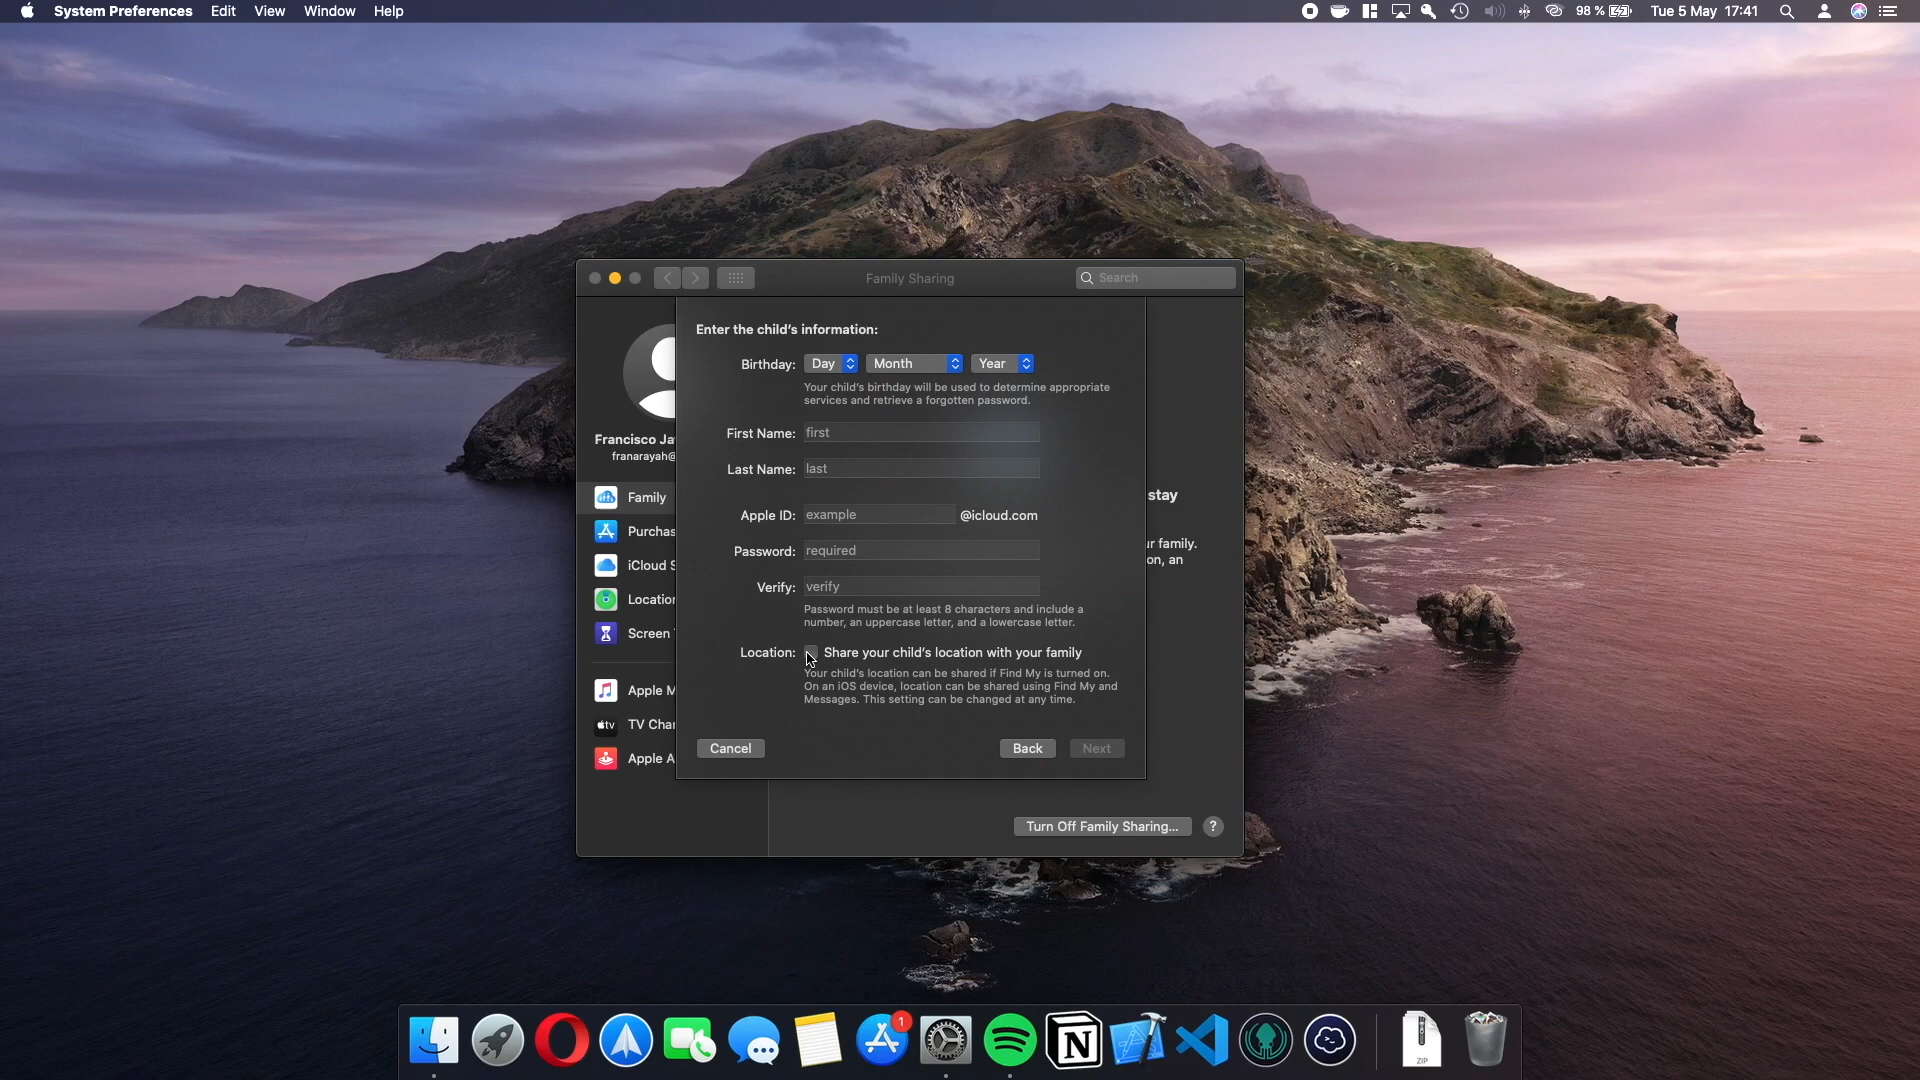 System Preferences Edit View Window Help
98 % Tue 5 May 17:41
Family Sharing
Search
Enter the child's information:
Birthday: Day Month Year
Your child's birthday will be used to determine appropriate
services and retrieve a forgotten password.
First Name: first
Last Name: last
Apple ID: example @icloud.com
Password: required
Verify: verify
Password must be at least 8 characters and include a
number, an uppercase letter, and a lowercase letter.
Location: Share your child's location with your family
Your child's location can be shared if Find My is turned on.
On an iOS device, location can be shared using Find My and
Messages. This setting can be changed at any time.
Cancel Back Next
Francisco Ja
franarayah@
Family
Purchas
iCloud S
Location
Screen
Apple M
tv TV Cha
Apple A
stay
ur family.
on, an
Turn Off Family Sharing... ?
1
N
ZIP